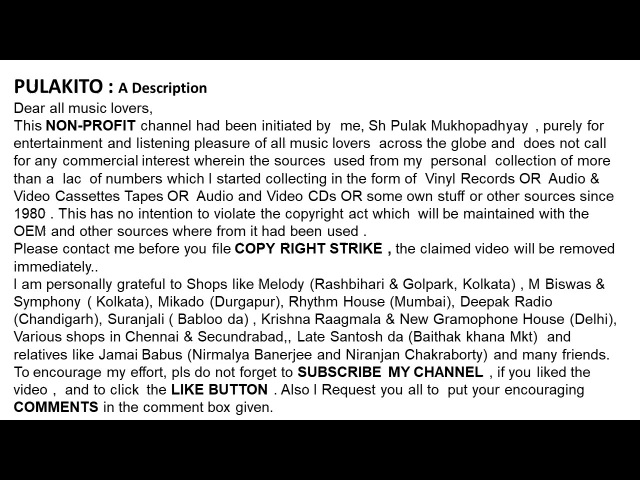 PULAKITO : A Description
Dear all music lovers,
This NON-PROFIT channel had been initiated by me, Sh Pulak Mukhopadhyay , purely for
entertainment and listening pleasure of all music lovers across the globe and does not call
for any commercial interest wherein the sources used from my personal collection of more
than a lac of numbers which I started collecting in the form of Vinyl Records OR Audio &
Video Cassettes Tapes OR Audio and Video CDs OR some own stuff or other sources since
1980 . This has no intention to violate the copyright act which will be maintained with the
OEM and other sources where from it had been used .
Please contact me before you file COPY RIGHT STRIKE , the claimed video will be removed
immediately..
I am personally grateful to Shops like Melody (Rashbihari & Golpark, Kolkata) , M Biswas &
Symphony ( Kolkata), Mikado (Durgapur), Rhythm House (Mumbai), Deepak Radio
(Chandigarh), Suranjali ( Babloo da) , Krishna Raagmala & New Gramophone House (Delhi),
Various shops in Chennai & Secundrabad,, Late Santosh da (Baithak khana Mkt) and
relatives like Jamai Babus (Nirmalya Banerjee and Niranjan Chakraborty) and many friends.
To encourage my effort, pls do not forget to SUBSCRIBE MY CHANNEL , if you liked the
video , and to click the LIKE BUTTON . Also I Request you all to put your encouraging
COMMENTS in the comment box given.